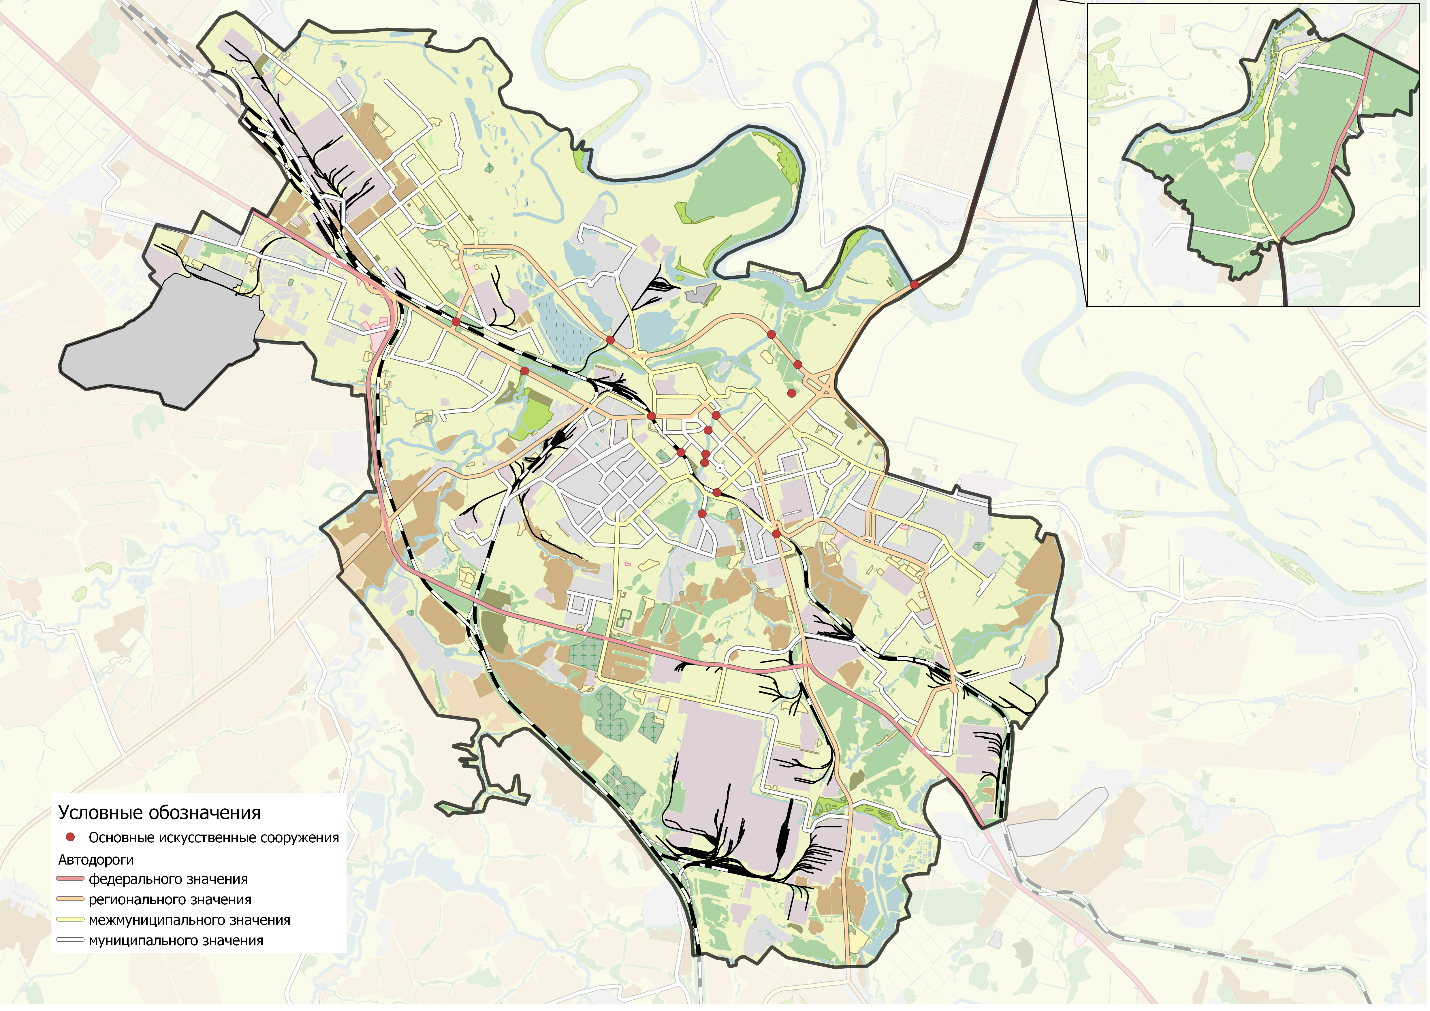 Условные обозначения
Основные искусственные сооружения
Автодороги
федерального значения
регионального значения
межмуниципального значения
муниципального значения